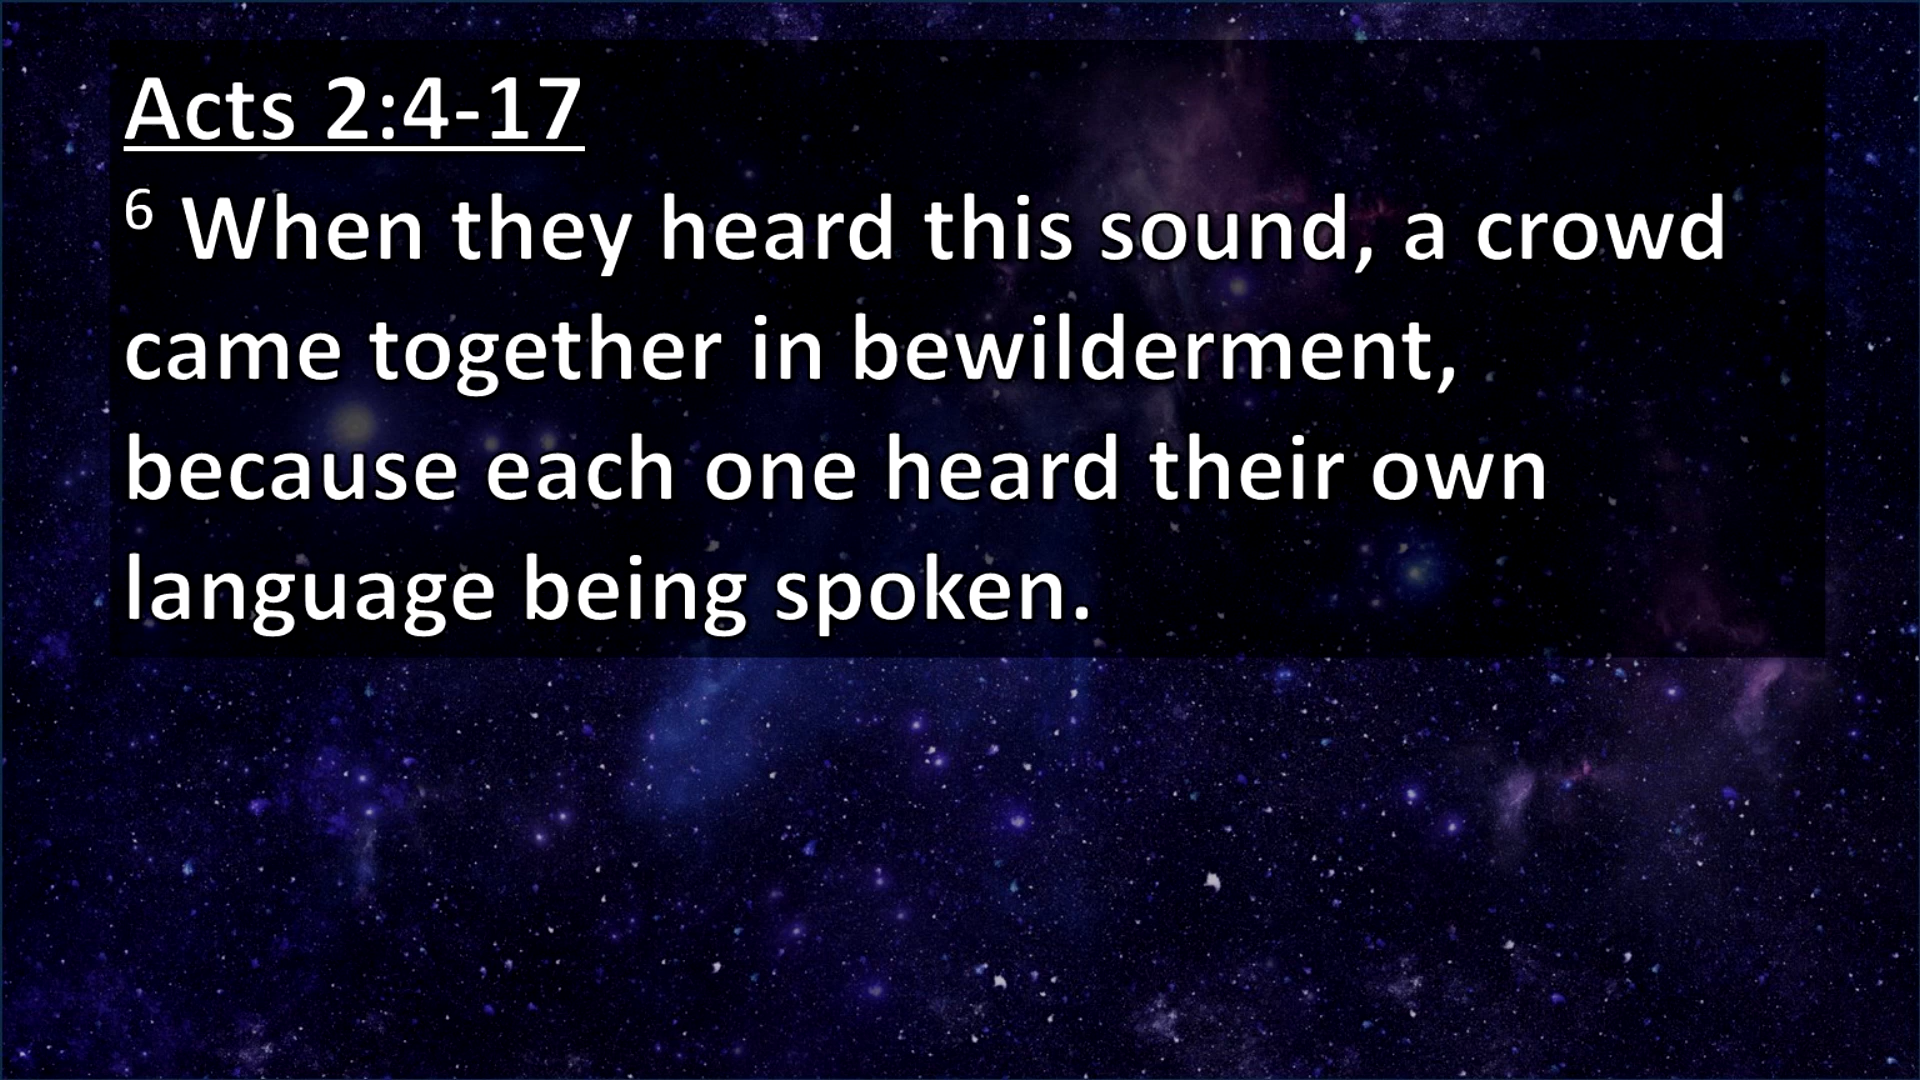 Acts 2:4-17
6 When they heard this sound, a crowd
came together in bewilderment,
because each one heard their own
language being spoken.